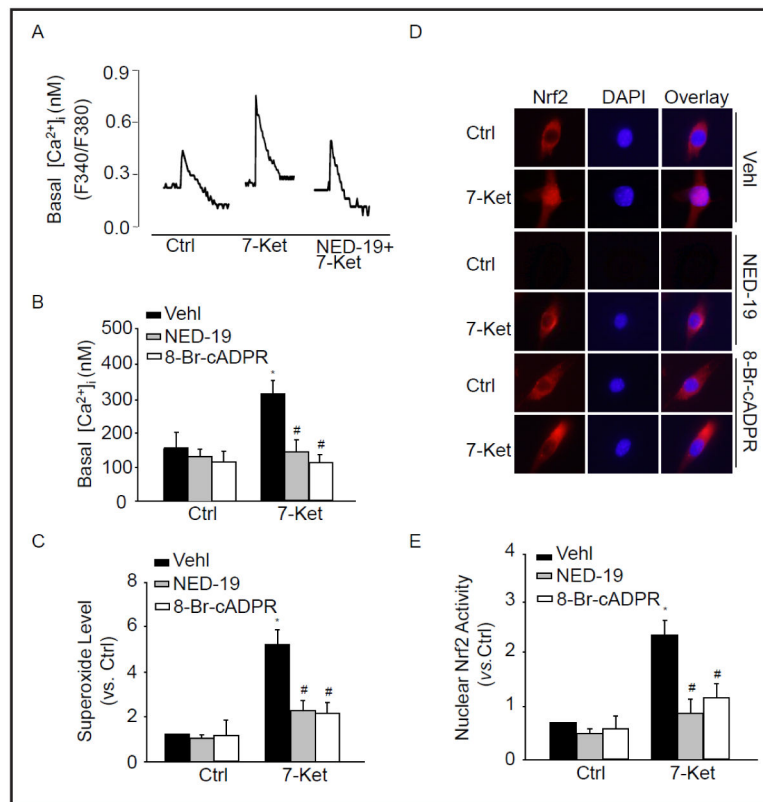 A
Basal [Ca²⁺]ᵢ (nM)
(F340/F380)
0.9
0.6
0.3
0.0
Ctrl
7-Ket
NED-19+
7-Ket
B
Vehl
NED-19
8-Br-cADPR
Basal [Ca²⁺]ᵢ (nM)
500
400
300
200
100
0
*
#
#
Ctrl
7-Ket
C
Vehl
NED-19
8-Br-cADPR
Superoxide Level
(vs. Ctrl)
8
6
4
2
0
*
#
#
Ctrl
7-Ket
D
Nrf2 DAPI Overlay
Ctrl
7-Ket
Vehl
Ctrl
7-Ket
NED-19
Ctrl
7-Ket
8-Br-cADPR
E
Vehl
NED-19
8-Br-cADPR
Nuclear Nrf2 Activity
(vs.Ctrl)
4
3
2
1
0
*
#
#
Ctrl
7-Ket